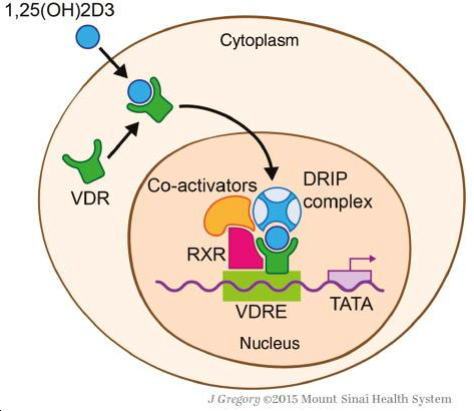 1,25(OH)2D3
Cytoplasm
VDR
Co-activators
DRIP
complex
RXR
VDRE
TATA
Nucleus
J Gregory ©2015 Mount Sinai Health System